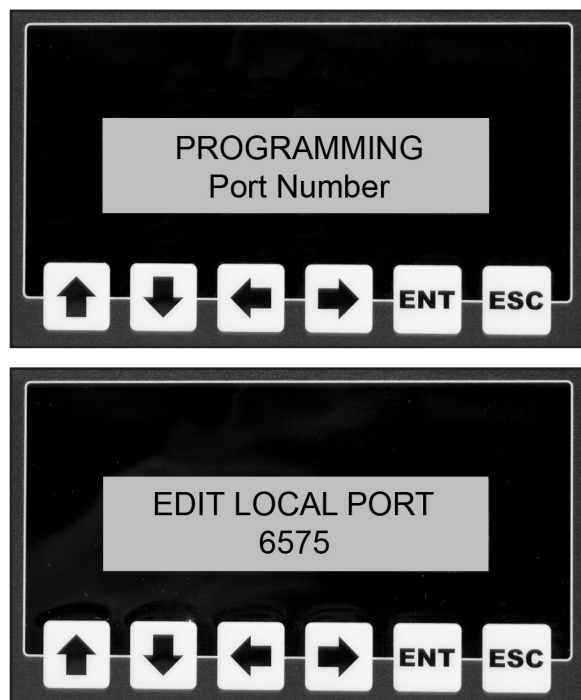 PROGRAMMING
Port Number
ENT ESC
EDIT LOCAL PORT
6575
ENT ESC